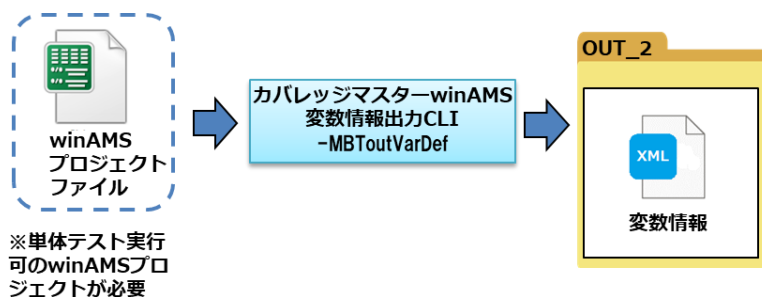 winAMS
プロジェクト
ファイル
※単体テスト実行
可のwinAMSプロ
ジェクトが必要
カバレッジマスターwinAMS
変数情報出力CLI
-MBToutVarDef
OUT_2
XML
変数情報